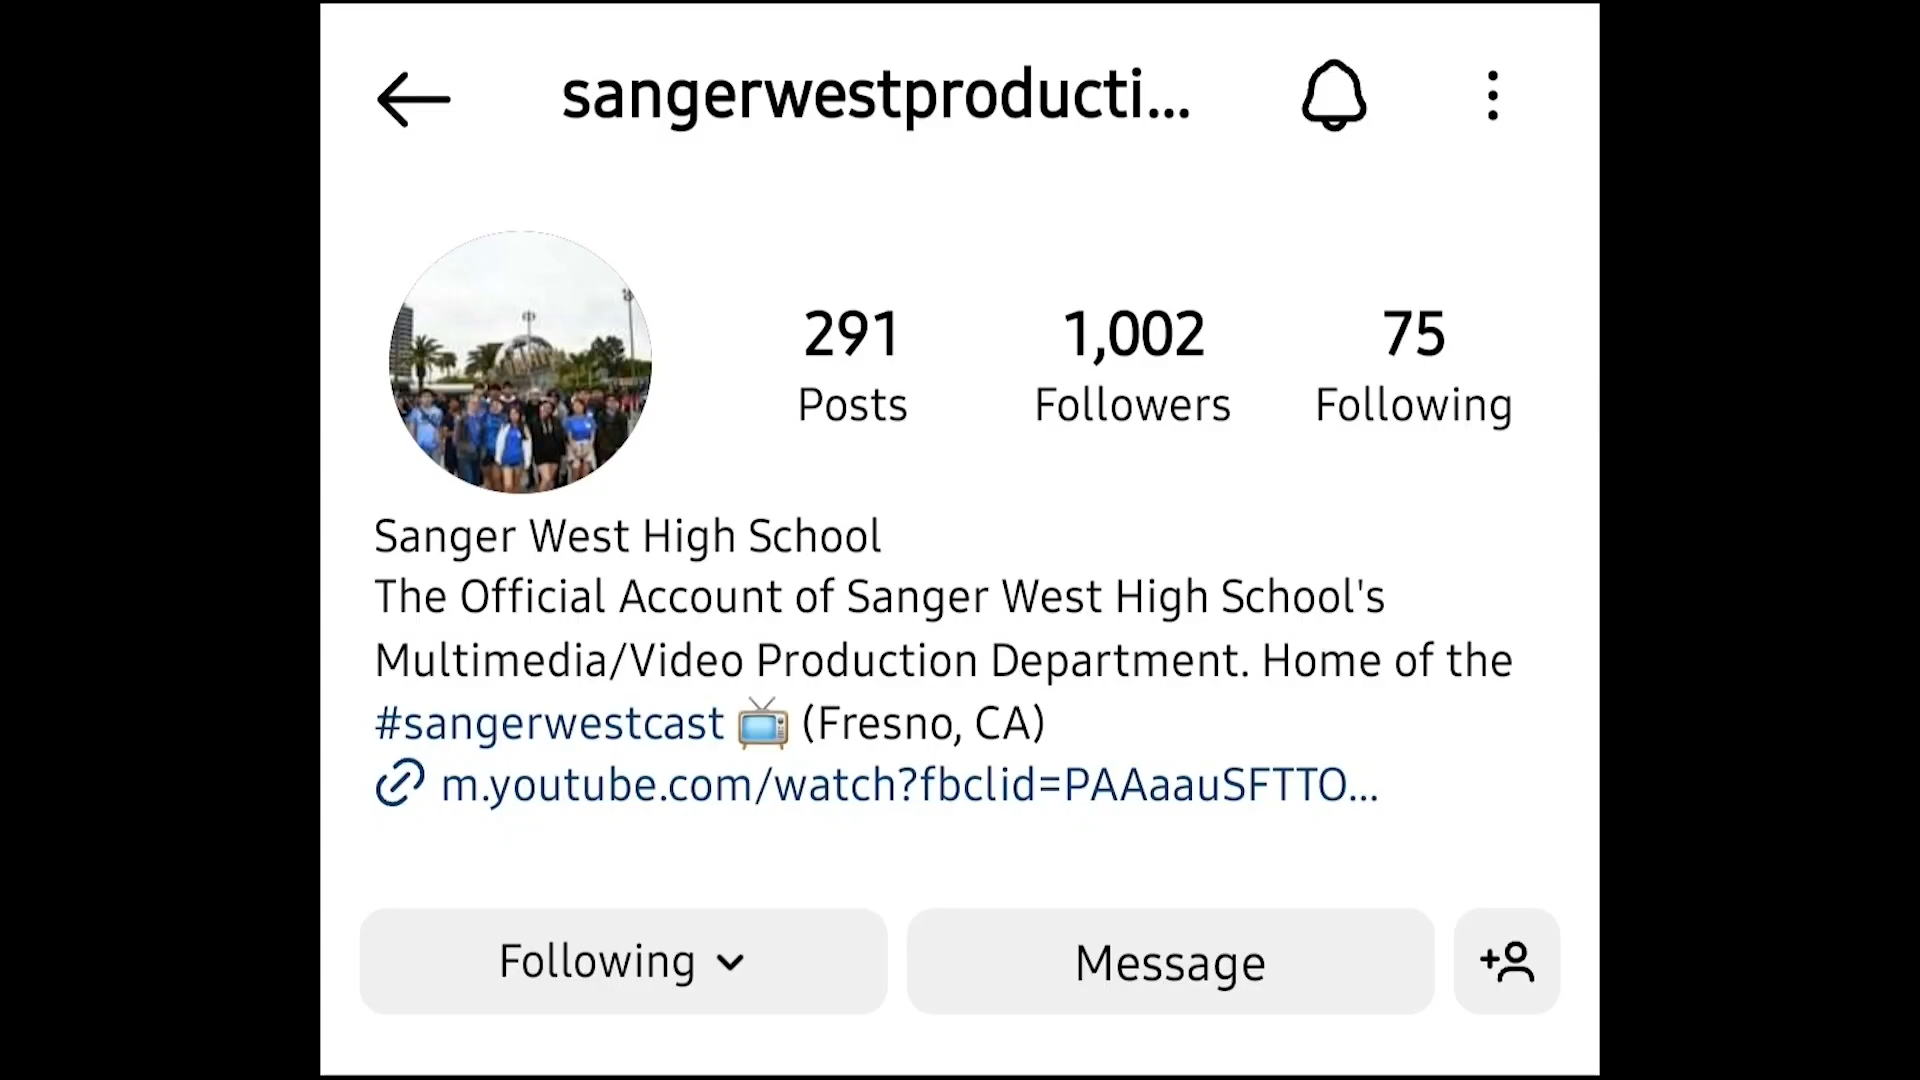 sangerwestproducti...
291 1,002 75
Posts Followers Following
Sanger West High School
The Official Account of Sanger West High School's
Multimedia/Video Production Department. Home of the
#sangerwestcast 📺 (Fresno, CA)
m.youtube.com/watch?fbclid=PAAaauSFTTO...
Following Message